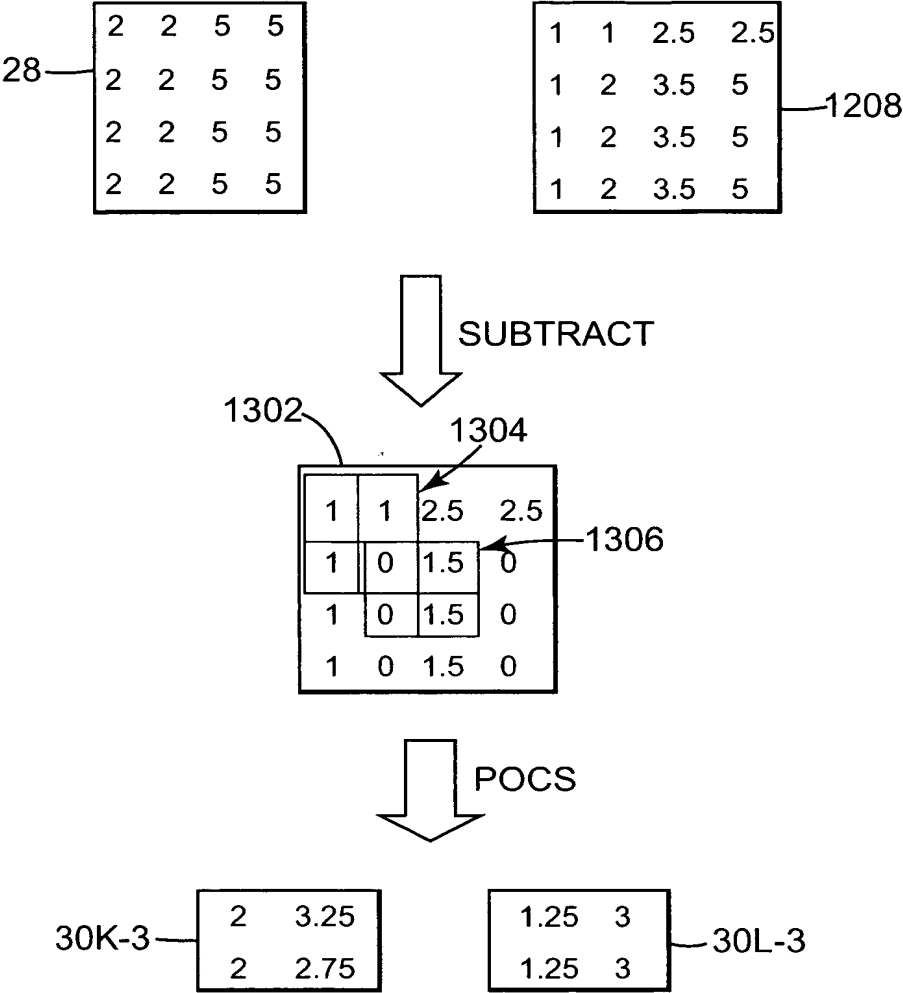 2 2 5 5
28
2 2 5 5
2 2 5 5
2 2 5 5
1 1 2.5 2.5
1 2 3.5 5
1208
1 2 3.5 5
1 2 3.5 5
SUBTRACT
1302
1304
1 1 2.5 2.5
1306
1 0 1.5 0
1 0 1.5 0
1 0 1.5 0
POCS
2 3.25
30K-3
2 2.75
1.25 3
30L-3
1.25 3